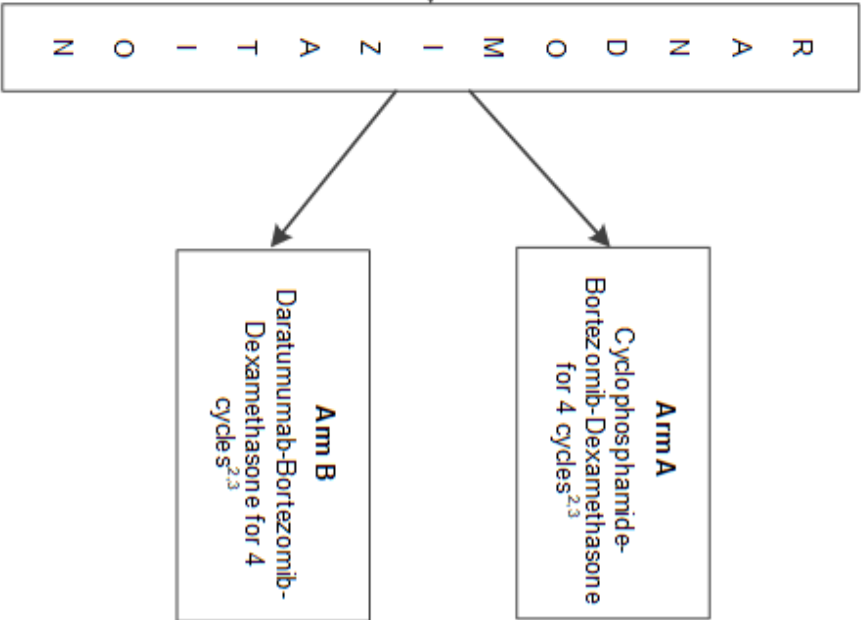 RANDOMIZATION
Arm A
Cyclophosphamide-
Bortezomib-Dexamethasone
for 4 cycles2,3
Arm B
Daratumumab-Bortezomib-
Dexamethasone for 4
cycles2,3